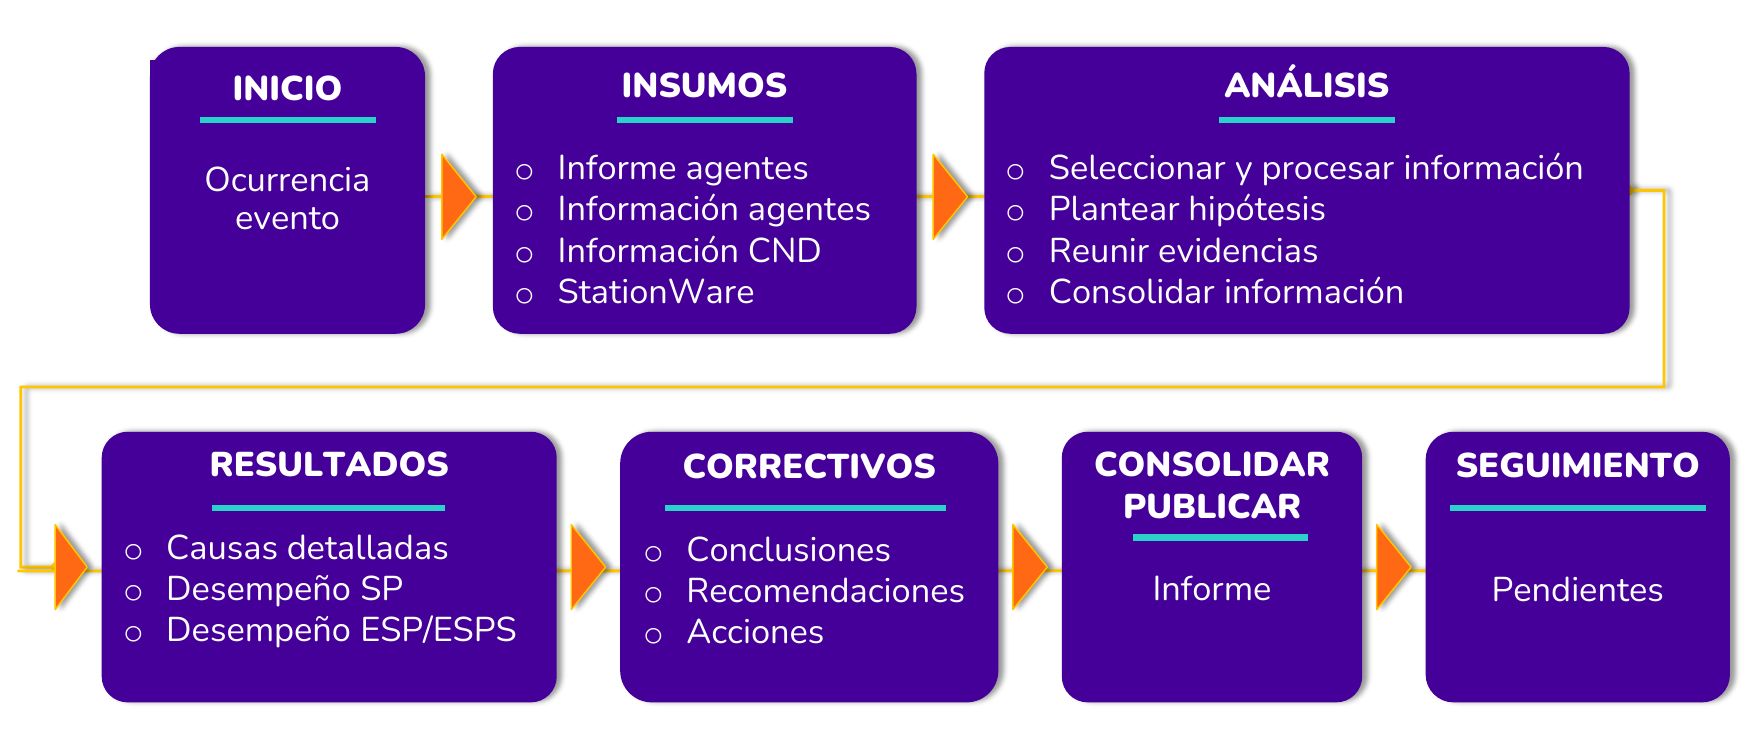 INICIO
Ocurrencia
evento
INSUMOS
○ Informe agentes
○ Información agentes
○ Información CND
○ StationWare
ANÁLISIS
○ Seleccionar y procesar información
○ Plantear hipótesis
○ Reunir evidencias
○ Consolidar información
RESULTADOS
○ Causas detalladas
○ Desempeño SP
○ Desempeño ESP/ESPS
CORRECTIVOS
○ Conclusiones
○ Recomendaciones
○ Acciones
CONSOLIDAR
PUBLICAR
Informe
SEGUIMIENTO
Pendientes